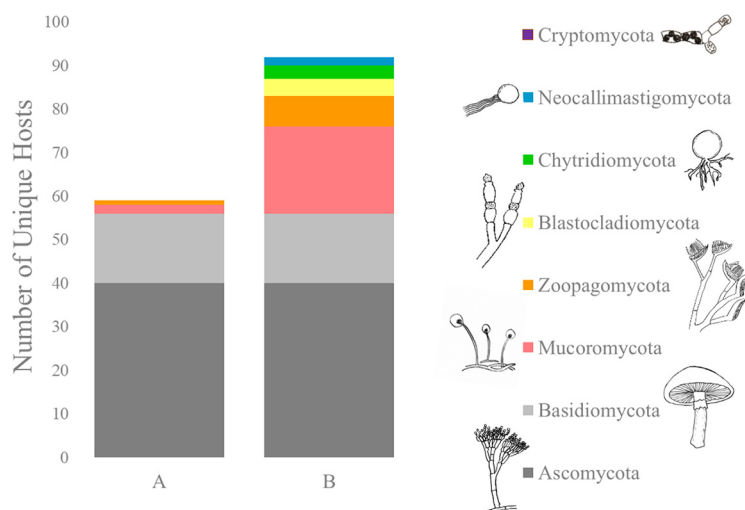 Number of Unique Hosts
100
90
80
70
60
50
40
30
20
10
0
A
B
Cryptomycota
Neocallimastigomycota
Chytridiomycota
Blastocladiomycota
Zoopagomycota
Mucoromycota
Basidiomycota
Ascomycota